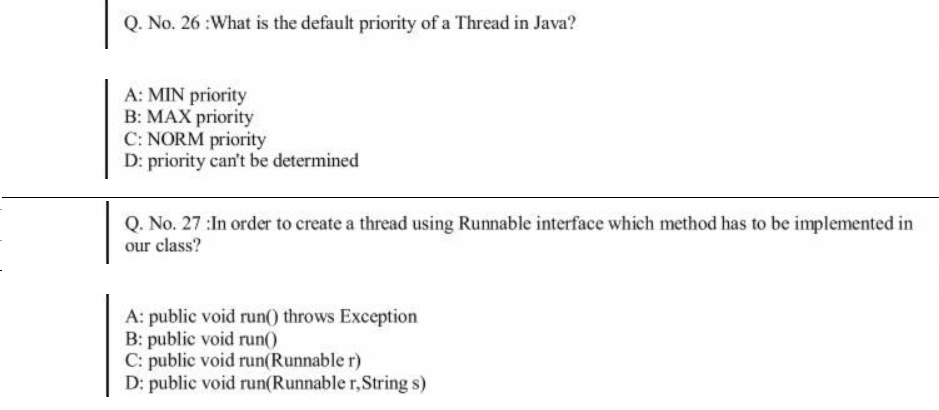 Q. No. 26 :What is the default priority of a Thread in Java?
A: MIN priority
B: MAX priority
C: NORM priority
D: priority can't be determined
Q. No. 27 :In order to create a thread using Runnable interface which method has to be implemented in
our class?
A: public void run() throws Exception
B: public void run()
C: public void run(Runnable r)
D: public void run(Runnable r,String s)